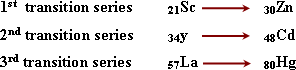 1st transition series 21Sc → 30Zn
2nd transition series 34y → 48Cd
3rd transition series 57La → 80Hg